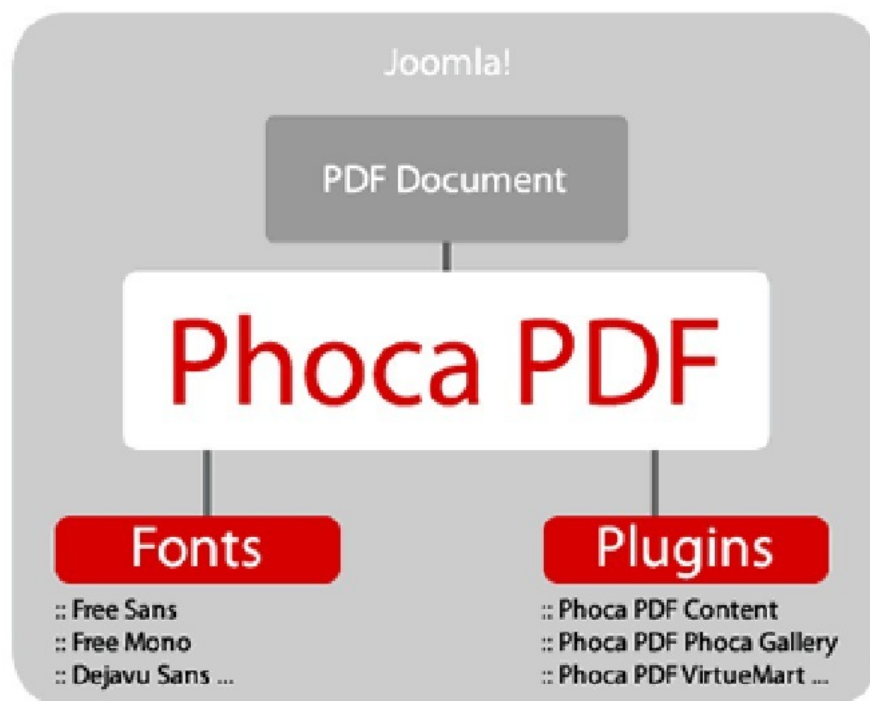 Joomla!
PDF Document
Phoca PDF
Fonts
:: Free Sans
:: Free Mono
:: Dejavu Sans ...
Plugins
:: Phoca PDF Content
:: Phoca PDF Phoca Gallery
:: Phoca PDF VirtueMart ...